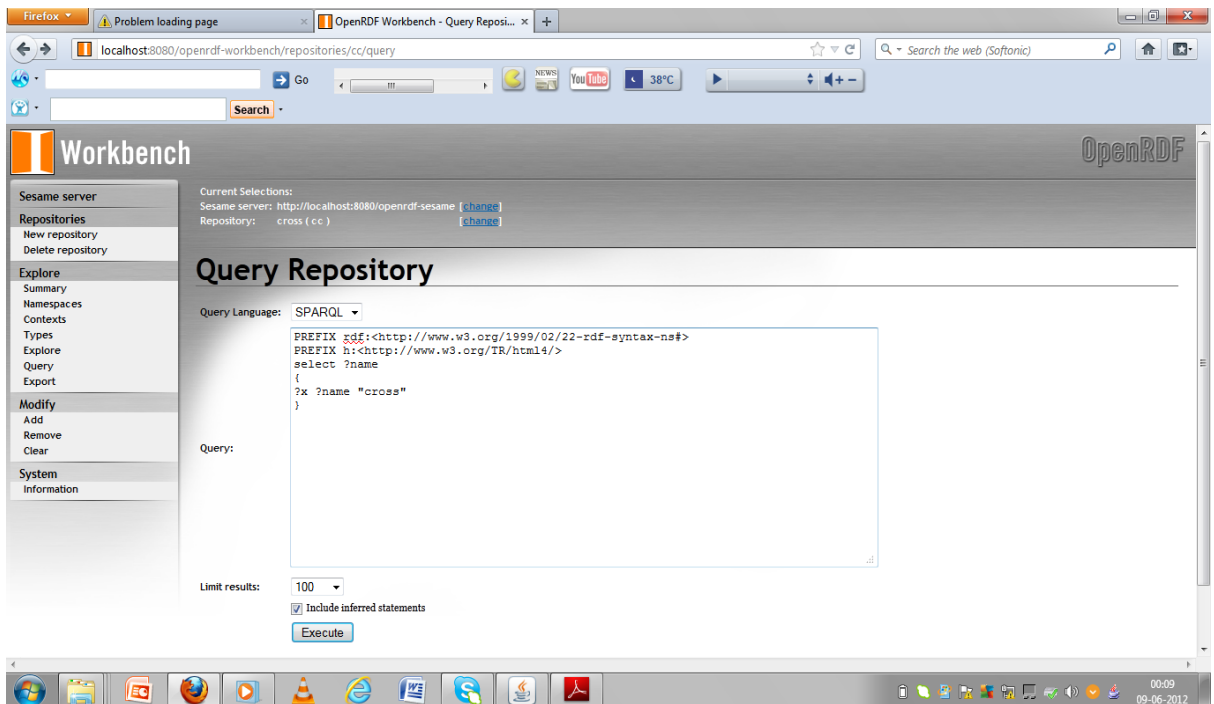 Firefox
Problem loading page
OpenRDF Workbench - Query Reposi...
localhost:8080/openrdf-workbench/repositories/cc/query
Search the web (Softonic)
Go
NEWS
YouTube
38°C
Search
Workbench
OpenRDF
Sesame server
Repositories
New repository
Delete repository
Explore
Summary
Namespaces
Contexts
Types
Explore
Query
Export
Modify
Add
Remove
Clear
System
Information
Current Selections:
Sesame server: http://localhost:8080/openrdf-sesame [change]
Repository: cross ( cc ) [change]
Query Repository
Query Language: SPARQL
Query:
PREFIX rdf:<http://www.w3.org/1999/02/22-rdf-syntax-ns#>
PREFIX h:<http://www.w3.org/TR/html4/>
select ?name
{
?x ?name "cross"
}
Limit results: 100
Include inferred statements
Execute
00:09
09-06-2012